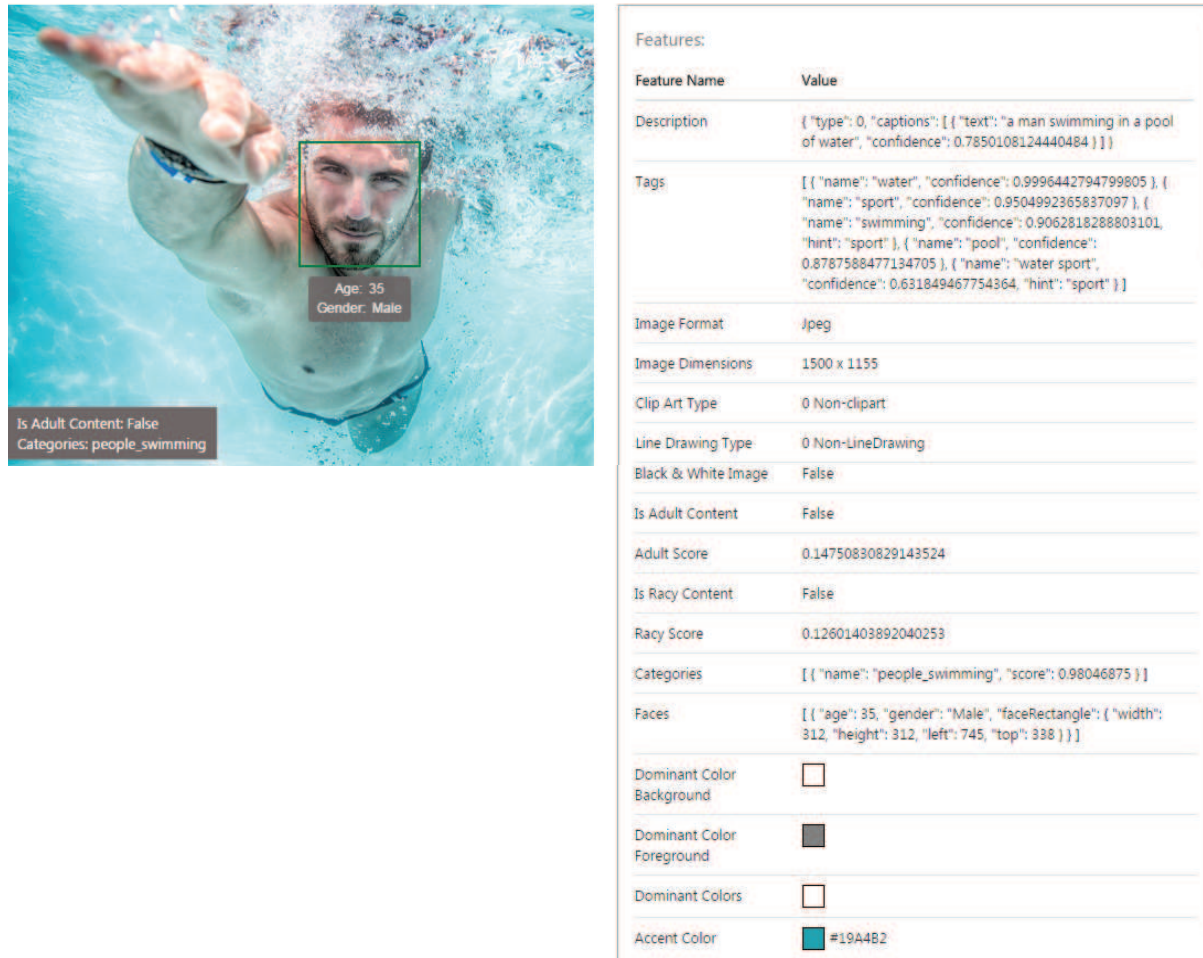 Age: 35
Gender: Male
Is Adult Content: False
Categories: people_swimming
Features:
Feature Name Value
Description { "type": 0, "captions": [ { "text": "a man swimming in a pool
of water", "confidence": 0.7850108124440484 } ] }
Tags [ { "name": "water", "confidence": 0.9996442794799805 }, {
"name": "sport", "confidence": 0.9504992365837097 }, {
"name": "swimming", "confidence": 0.9062818288803101,
"hint": "sport" }, { "name": "pool", "confidence":
0.8787588477134705 }, { "name": "water sport",
"confidence": 0.631849467754364, "hint": "sport" } ]
Image Format Jpeg
Image Dimensions 1500 x 1155
Clip Art Type 0 Non-clipart
Line Drawing Type 0 Non-LineDrawing
Black & White Image False
Is Adult Content False
Adult Score 0.14750830829143524
Is Racy Content False
Racy Score 0.12601403892040253
Categories [ { "name": "people_swimming", "score": 0.98046875 } ]
Faces [ { "age": 35, "gender": "Male", "faceRectangle": { "width":
312, "height": 312, "left": 745, "top": 338 } } ]
Dominant Color
Background
Dominant Color
Foreground
Dominant Colors
Accent Color #19A4B2